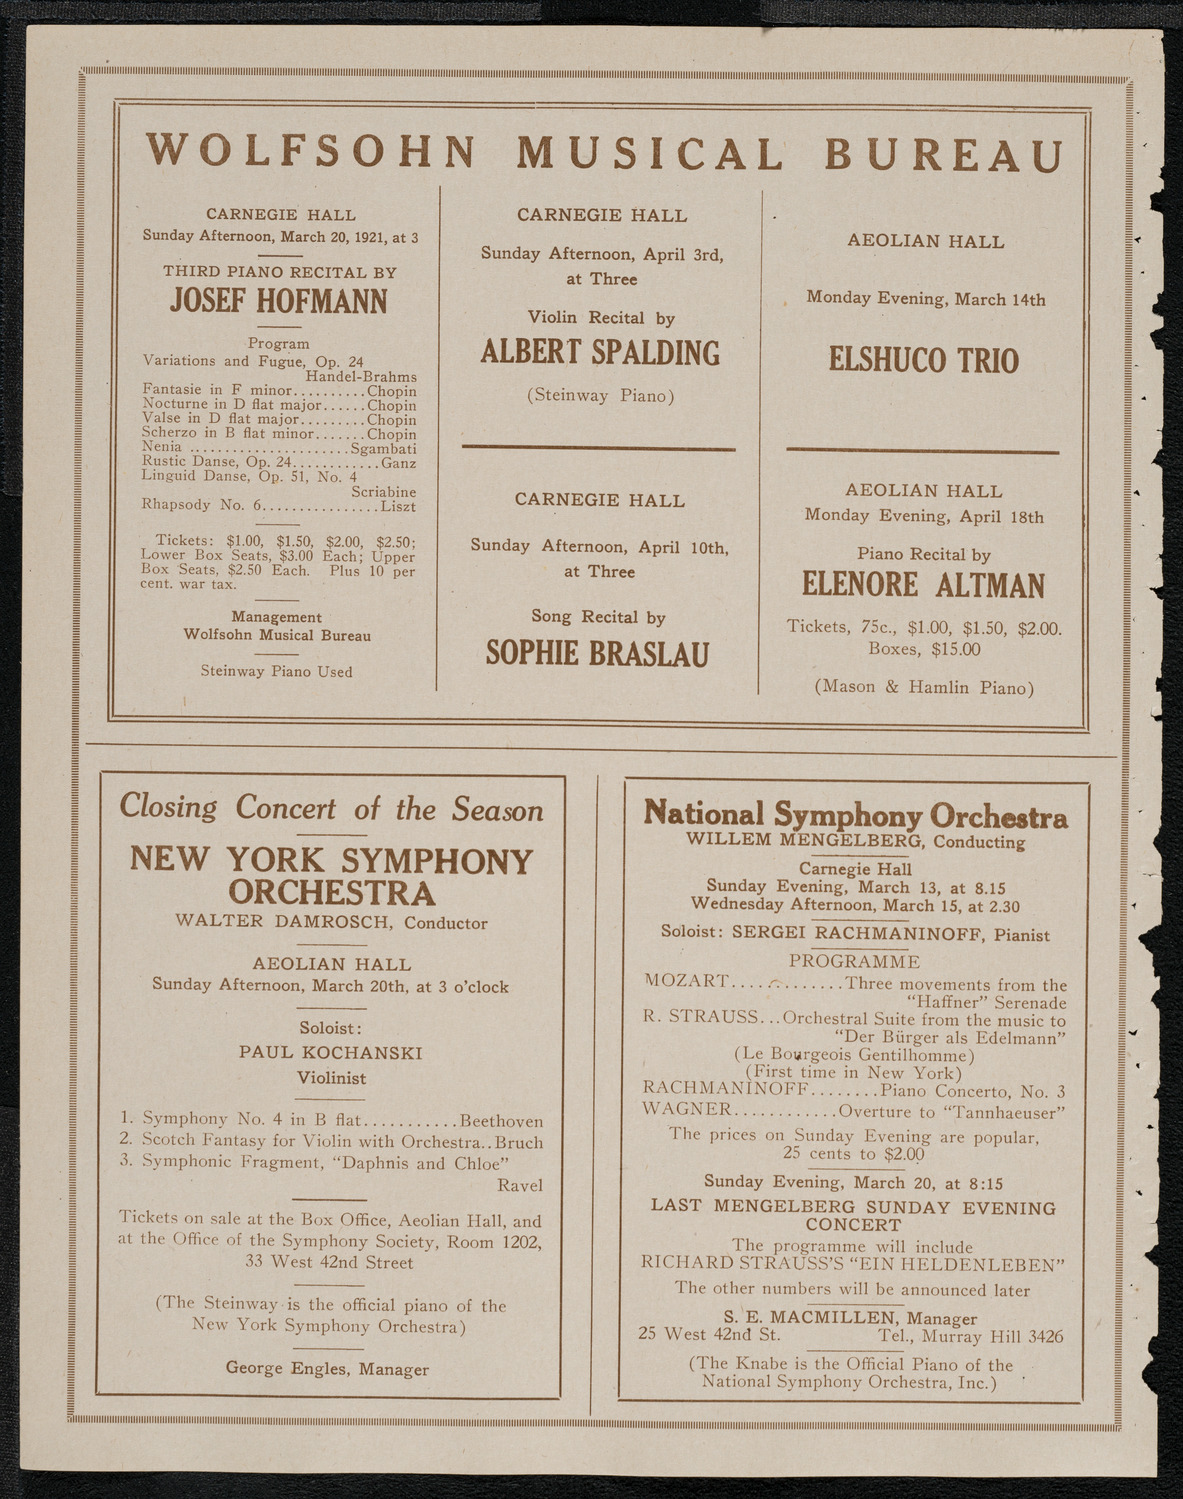 WOLFSOHN MUSICAL BUREAU
CARNEGIE HALL
Sunday Afternoon, March 20, 1921, at 3
THIRD PIANO RECITAL BY
JOSEF HOFMANN
Program
Variations and Fugue, Op. 24
Handel-Brahms
Fantasie in F minor..........Chopin
Nocturne in D flat major......Chopin
Valse in D flat major.........Chopin
Scherzo in B flat minor.......Chopin
Nenia ......................Sgambati
Rustic Danse, Op. 24............Ganz
Linguid Danse, Op. 51, No. 4
Scriabine
Rhapsody No. 6................Liszt
Tickets: $1.00, $1.50, $2.00, $2.50;
Lower Box Seats, $3.00 Each; Upper
Box Seats, $2.50 Each. Plus 10 per
cent. war tax.
Management
Wolfsohn Musical Bureau
Steinway Piano Used
CARNEGIE HALL
Sunday Afternoon, April 3rd,
at Three
Violin Recital by
ALBERT SPALDING
(Steinway Piano)
CARNEGIE HALL
Sunday Afternoon, April 10th,
at Three
Song Recital by
SOPHIE BRASLAU
AEOLIAN HALL
Monday Evening, March 14th
ELSHUCO TRIO
AEOLIAN HALL
Monday Evening, April 18th
Piano Recital by
ELENORE ALTMAN
Tickets, 75c., $1.00, $1.50, $2.00.
Boxes, $15.00
(Mason & Hamlin Piano)
Closing Concert of the Season
NEW YORK SYMPHONY
ORCHESTRA
WALTER DAMROSCH, Conductor
AEOLIAN HALL
Sunday Afternoon, March 20th, at 3 o'clock
Soloist:
PAUL KOCHANSKI
Violinist
1. Symphony No. 4 in B flat...........Beethoven
2. Scotch Fantasy for Violin with Orchestra..Bruch
3. Symphonic Fragment, "Daphnis and Chloe"
Ravel
Tickets on sale at the Box Office, Aeolian Hall, and
at the Office of the Symphony Society, Room 1202,
33 West 42nd Street
(The Steinway is the official piano of the
New York Symphony Orchestra)
George Engles, Manager
National Symphony Orchestra
WILLEM MENGELBERG, Conducting
Carnegie Hall
Sunday Evening, March 13, at 8.15
Wednesday Afternoon, March 15, at 2.30
Soloist: SERGEI RACHMANINOFF, Pianist
PROGRAMME
MOZART.............Three movements from the
"Haffner" Serenade
R. STRAUSS...Orchestral Suite from the music to
"Der Bürger als Edelmann"
(Le Bourgeois Gentilhomme)
(First time in New York)
RACHMANINOFF........Piano Concerto, No. 3
WAGNER............Overture to "Tannhaeuser"
The prices on Sunday Evening are popular,
25 cents to $2.00
Sunday Evening, March 20, at 8:15
LAST MENGELBERG SUNDAY EVENING
CONCERT
The programme will include
RICHARD STRAUSS'S "EIN HELDENLEBEN"
The other numbers will be announced later
S. E. MACMILLEN, Manager
25 West 42nd St. Tel., Murray Hill 3426
(The Knabe is the Official Piano of the
National Symphony Orchestra, Inc.)